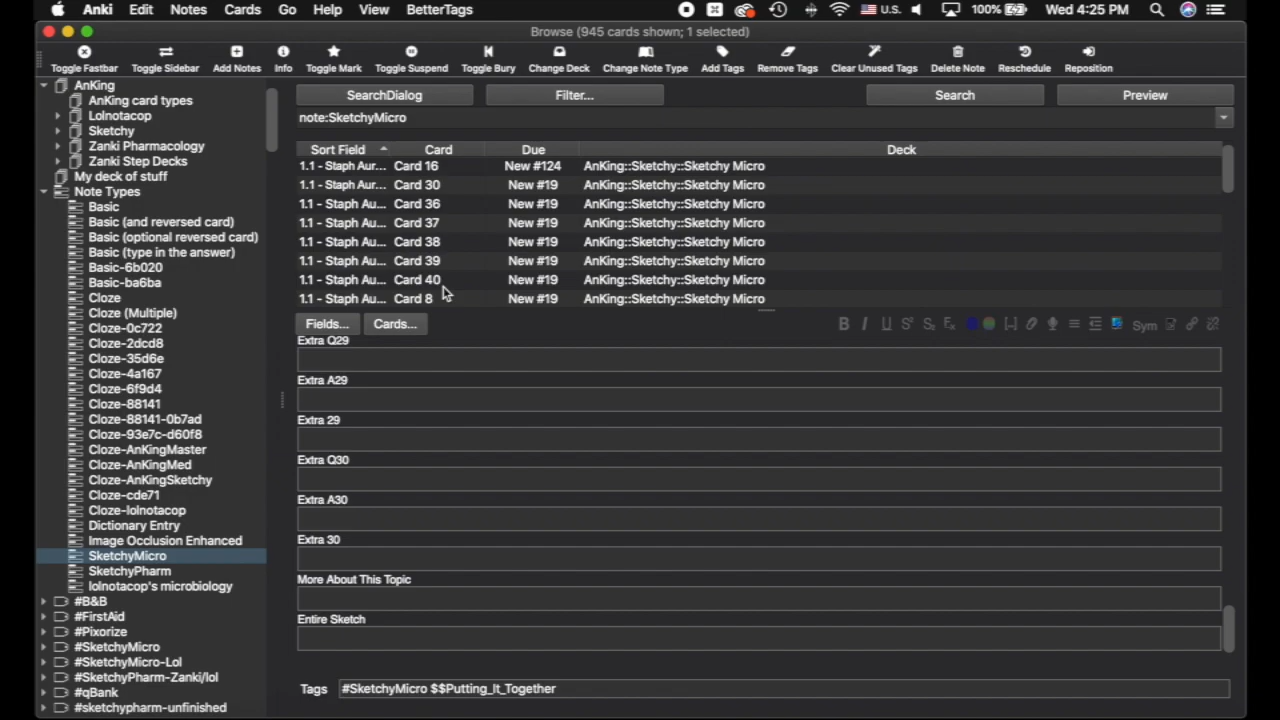 Anki Edit Notes Cards Go Help View BetterTags U.S. 100% Wed 4:25 PM
Browse (945 cards shown; 1 selected)
Toggle Fastbar Toggle Sidebar Add Notes Info Toggle Mark Toggle Suspend Toggle Bury Change Deck Change Note Type Add Tags Remove Tags Clear Unused Tags Delete Note Reschedule Reposition
AnKing
AnKing card types
Lolnotacop
Sketchy
Zanki Pharmacology
Zanki Step Decks
My deck of stuff
Note Types
Basic
Basic (and reversed card)
Basic (optional reversed card)
Basic (type in the answer)
Basic-6b020
Basic-ba6ba
Cloze
Cloze (Multiple)
Cloze-0c722
Cloze-2dcd8
Cloze-35d6e
Cloze-4a167
Cloze-6f9d4
Cloze-88141
Cloze-88141-0b7ad
Cloze-93e7c-d60f8
Cloze-AnKingMaster
Cloze-AnKingMed
Cloze-AnKingSketchy
Cloze-cde71
Cloze-lolnotacop
Dictionary Entry
Image Occlusion Enhanced
SketchyMicro
SketchyPharm
lolnotacop's microbiology
#B&B
#FirstAid
#Pixorize
#SketchyMicro
#SketchyMicro-Lol
#SketchyPharm-Zanki/lol
#qBank
#sketchypharm-unfinished
SearchDialog Filter... Search Preview
note:SketchyMicro
Sort Field Card Due Deck
1.1 - Staph Aur... Card 16 New #124 AnKing::Sketchy::Sketchy Micro
1.1 - Staph Aur... Card 30 New #19 AnKing::Sketchy::Sketchy Micro
1.1 - Staph Au... Card 36 New #19 AnKing::Sketchy::Sketchy Micro
1.1 - Staph Au... Card 37 New #19 AnKing::Sketchy::Sketchy Micro
1.1 - Staph Au... Card 38 New #19 AnKing::Sketchy::Sketchy Micro
1.1 - Staph Au... Card 39 New #19 AnKing::Sketchy::Sketchy Micro
1.1 - Staph Au... Card 40 New #19 AnKing::Sketchy::Sketchy Micro
1.1 - Staph Au... Card 8 New #19 AnKing::Sketchy::Sketchy Micro
Fields... Cards... B I U Sym
Extra Q29
Extra A29
Extra 29
Extra Q30
Extra A30
Extra 30
More About This Topic
Entire Sketch
Tags #SketchyMicro $$Putting_It_Together